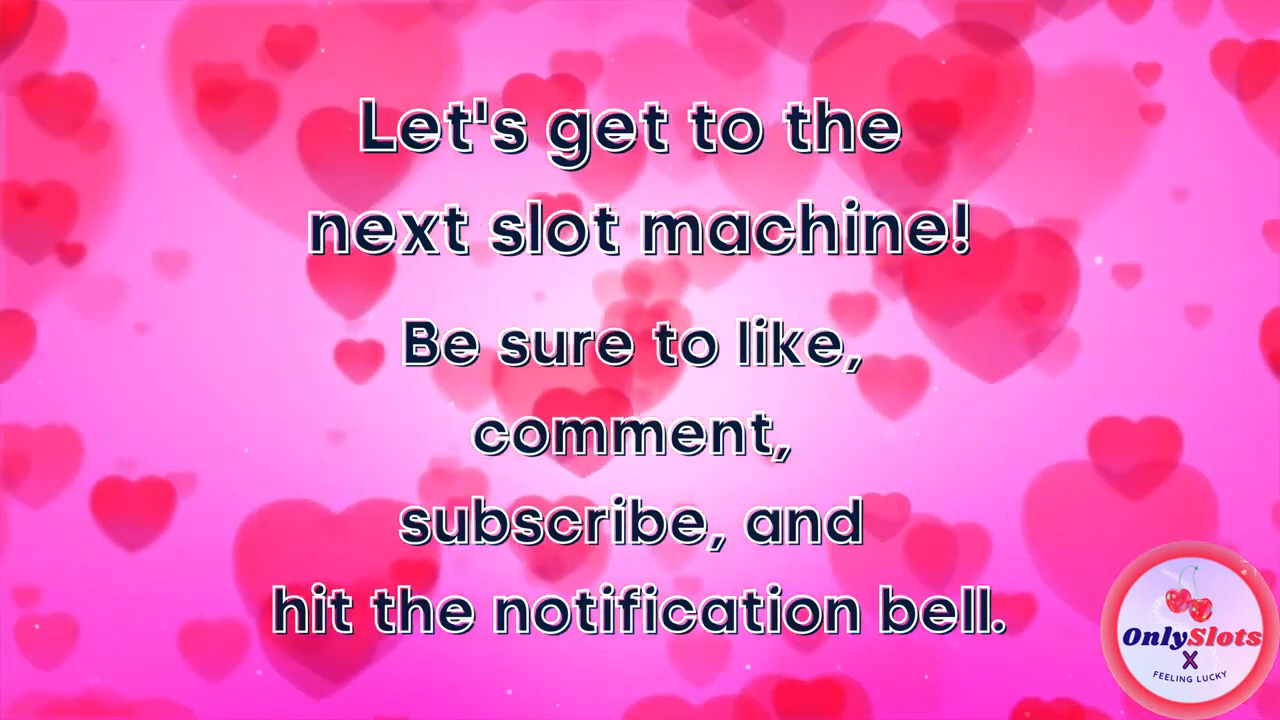 Let's get to the
next slot machine!
Be sure to like,
comment,
subscribe, and
hit the notification bell.
OnlySlots
X
FEELING LUCKY